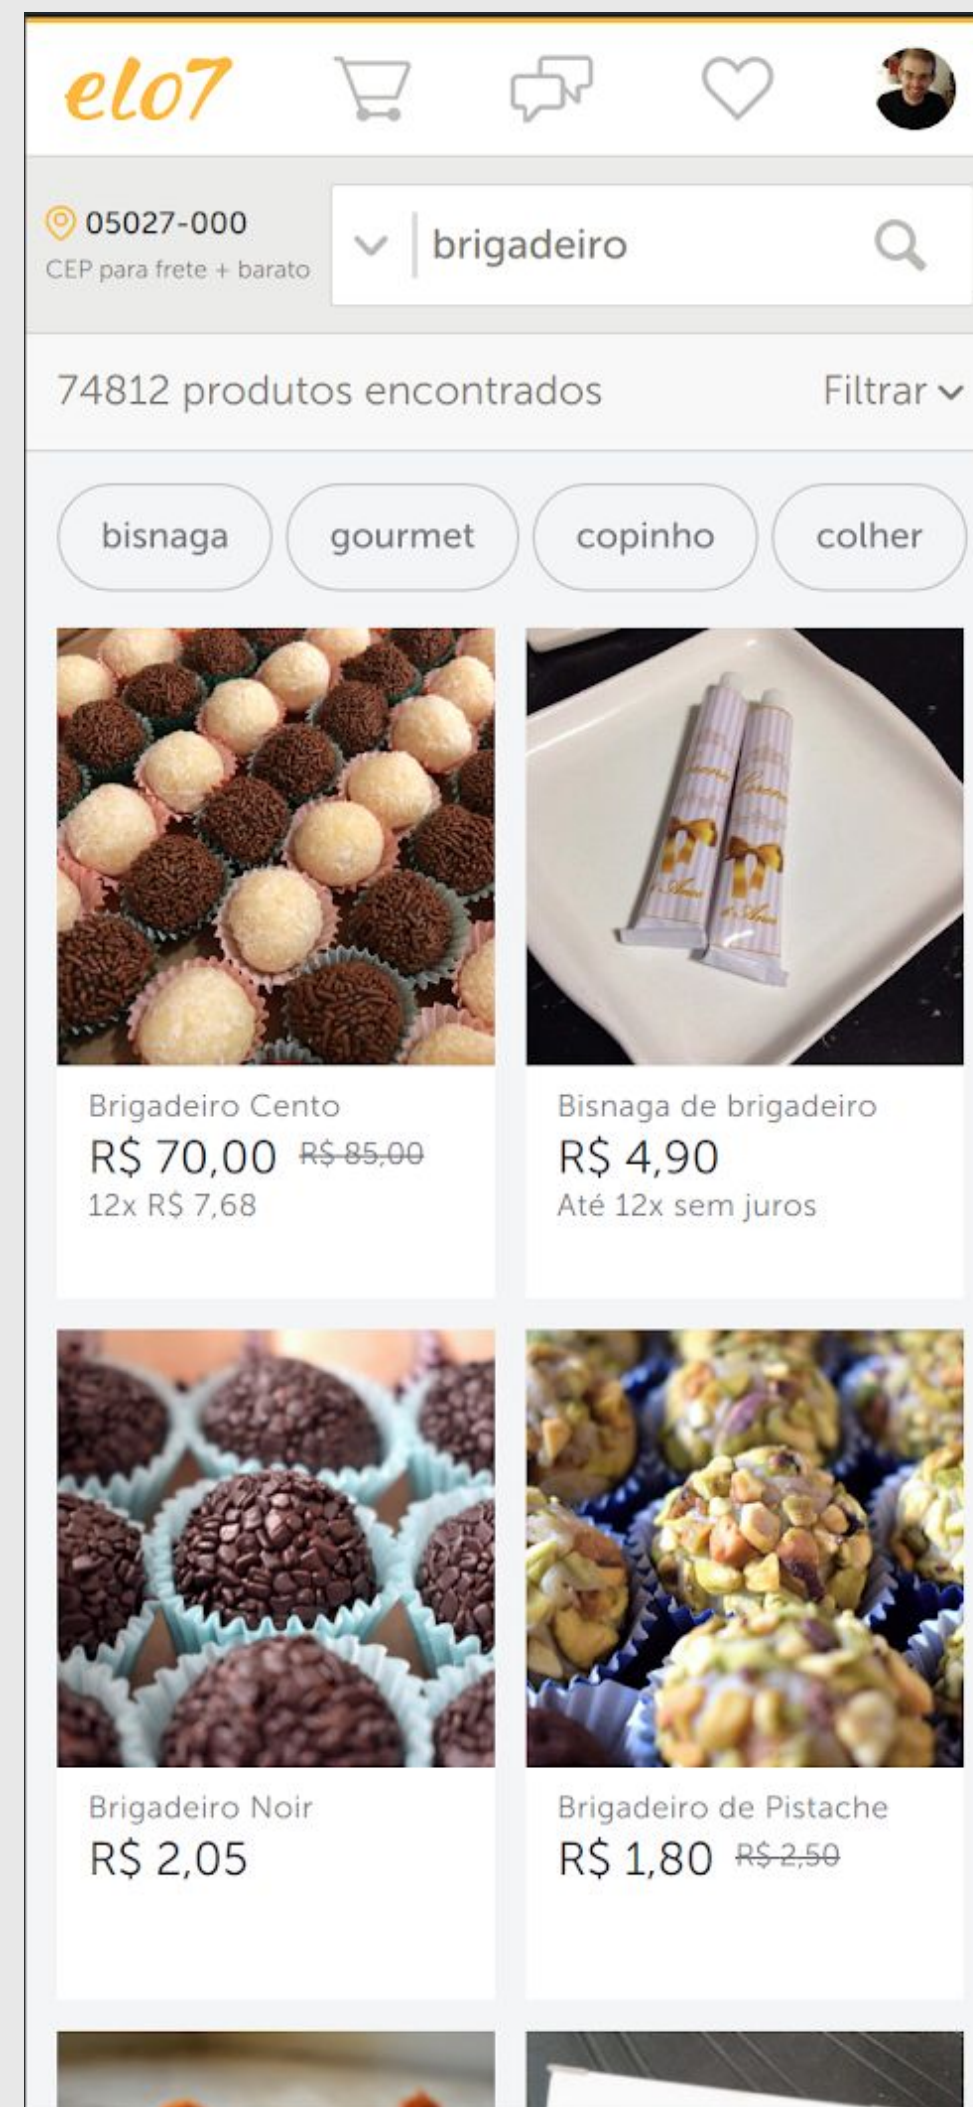 elo7
05027-000
CEP para frete + barato
brigadeiro
74812 produtos encontrados
Filtrar
bisnaga
gourmet
copinho
colher
Brigadeiro Cento
R$ 70,00 R$ 85,00
12x R$ 7,68
Bisnaga de brigadeiro
R$ 4,90
Até 12x sem juros
Brigadeiro Noir
R$ 2,05
Brigadeiro de Pistache
R$ 1,80 R$ 2,50